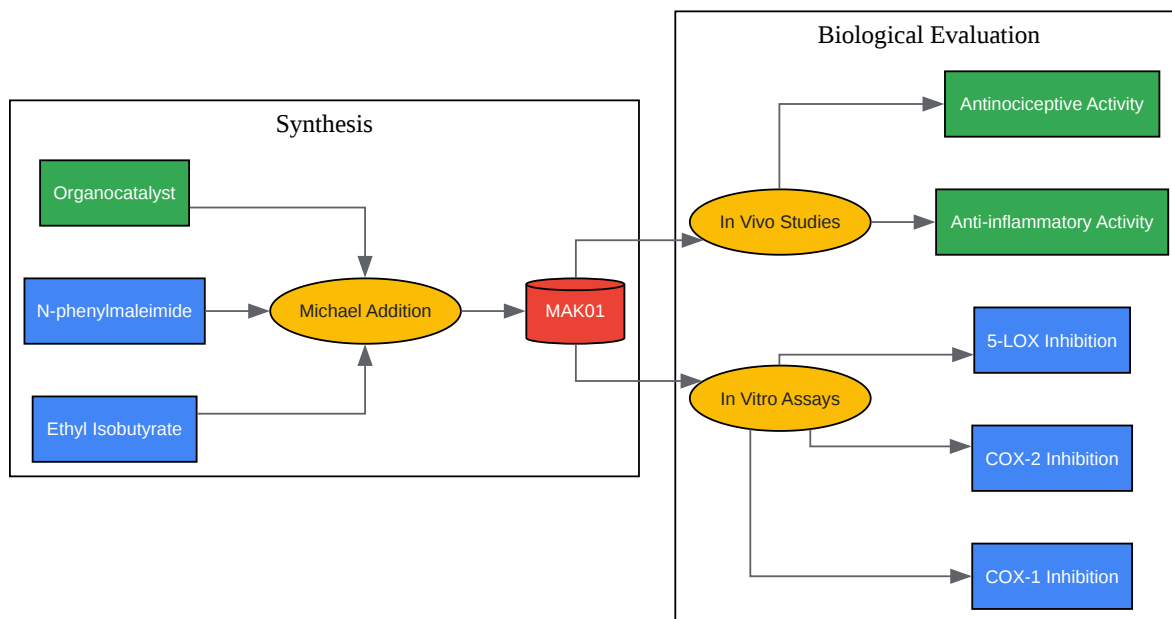 Synthesis
Organocatalyst
N-phenylmaleimide
Ethyl Isobutyrate
Michael Addition
MAK01
Biological Evaluation
In Vivo Studies
Antinociceptive Activity
Anti-inflammatory Activity
In Vitro Assays
5-LOX Inhibition
COX-2 Inhibition
COX-1 Inhibition